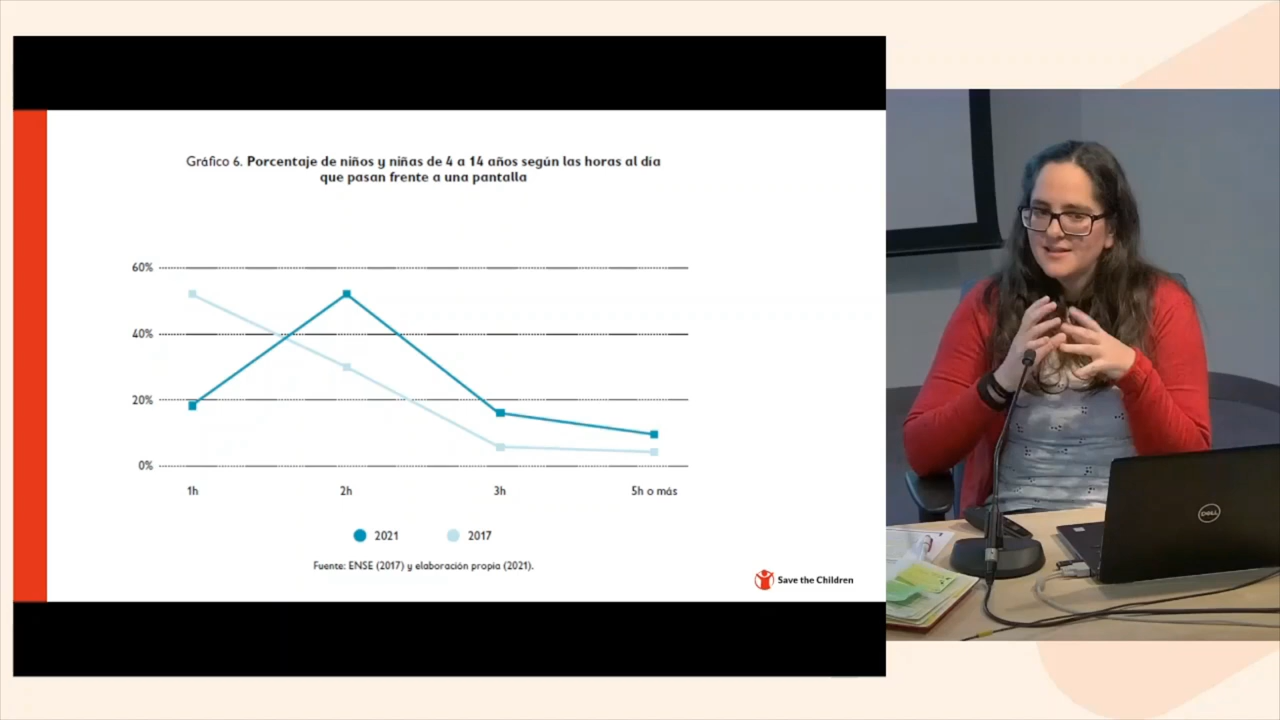 Gráfico 6. Porcentaje de niños y niñas de 4 a 14 años según las horas al día
que pasan frente a una pantalla
60%
40%
20%
0%
1h
2h
3h
5h o más
2021
2017
Fuente: ENSE (2017) y elaboración propia (2021).
Save the Children
DELL